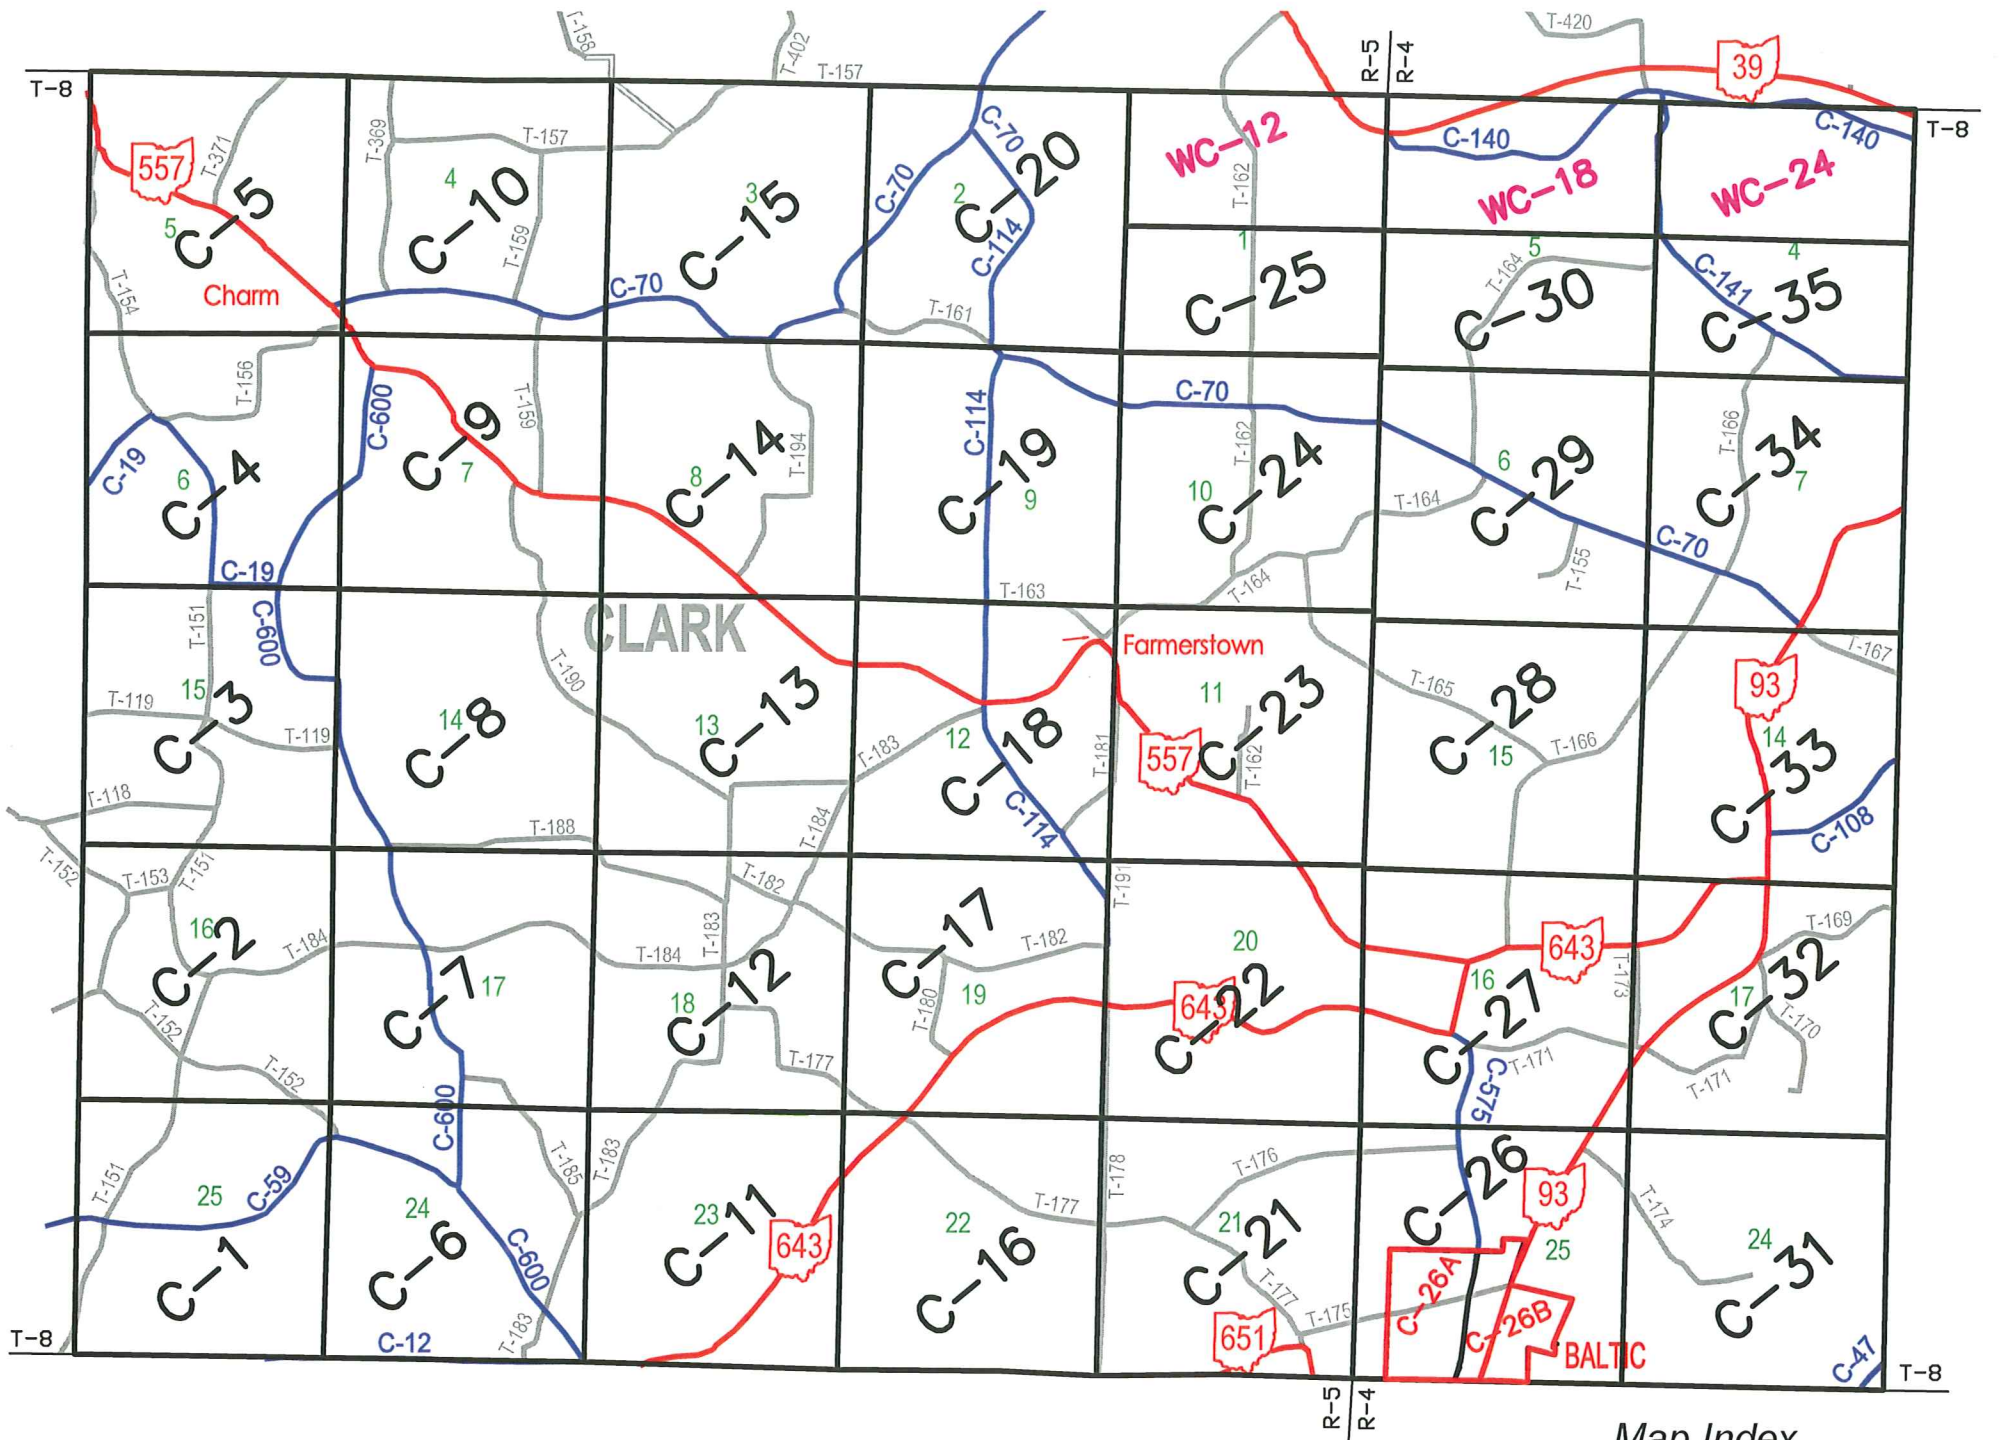 T-158
T-402
T-157
R-5
R-4
T-420
39
T-8
T-8
557
T-371
T-369
T-157
C-70
C-140
C-140
WC-12
WC-18
WC-24
5
C-5
4
C-10
3
C-15
2
C-20
C-70
T-162
T-159
C-114
1
C-25
5
T-164
C-30
4
C-141
C-35
T-154
Charm
C-70
T-161
T-156
C-600
T-159
C-114
C-70
T-166
C-19
6
C-4
C-9
7
8
C-14
T-194
C-19
9
T-162
10
C-24
6
C-29
C-34
7
T-164
C-70
T-155
C-19
T-163
T-164
T-151
C-600
CLARK
Farmerstown
T-167
T-190
T-165
93
T-119
15
C-3
T-119
14
C-8
13
C-13
T-183
12
C-18
T-181
557
11
C-23
T-162
C-28
15
T-166
14
C-33
T-118
T-188
T-184
C-114
C-108
T-152
T-153
T-151
T-182
T-191
16
C-2
T-184
C-7
17
T-184
T-183
C-17
T-182
20
643
T-169
18
C-12
T-180
19
643
C-22
16
C-27
T-173
17
C-32
T-170
T-152
T-152
T-177
T-171
T-171
C-600
C-575
T-151
C-59
25
C-1
24
C-6
T-185
T-183
C-600
23
C-11
643
22
C-16
T-177
T-178
T-176
21
C-21
T-177
C-26
93
25
T-174
24
C-31
T-8
C-12
T-183
651
T-175
C-26A
C-26B
BALTIC
C-47
T-8
R-5
R-4
Map Index